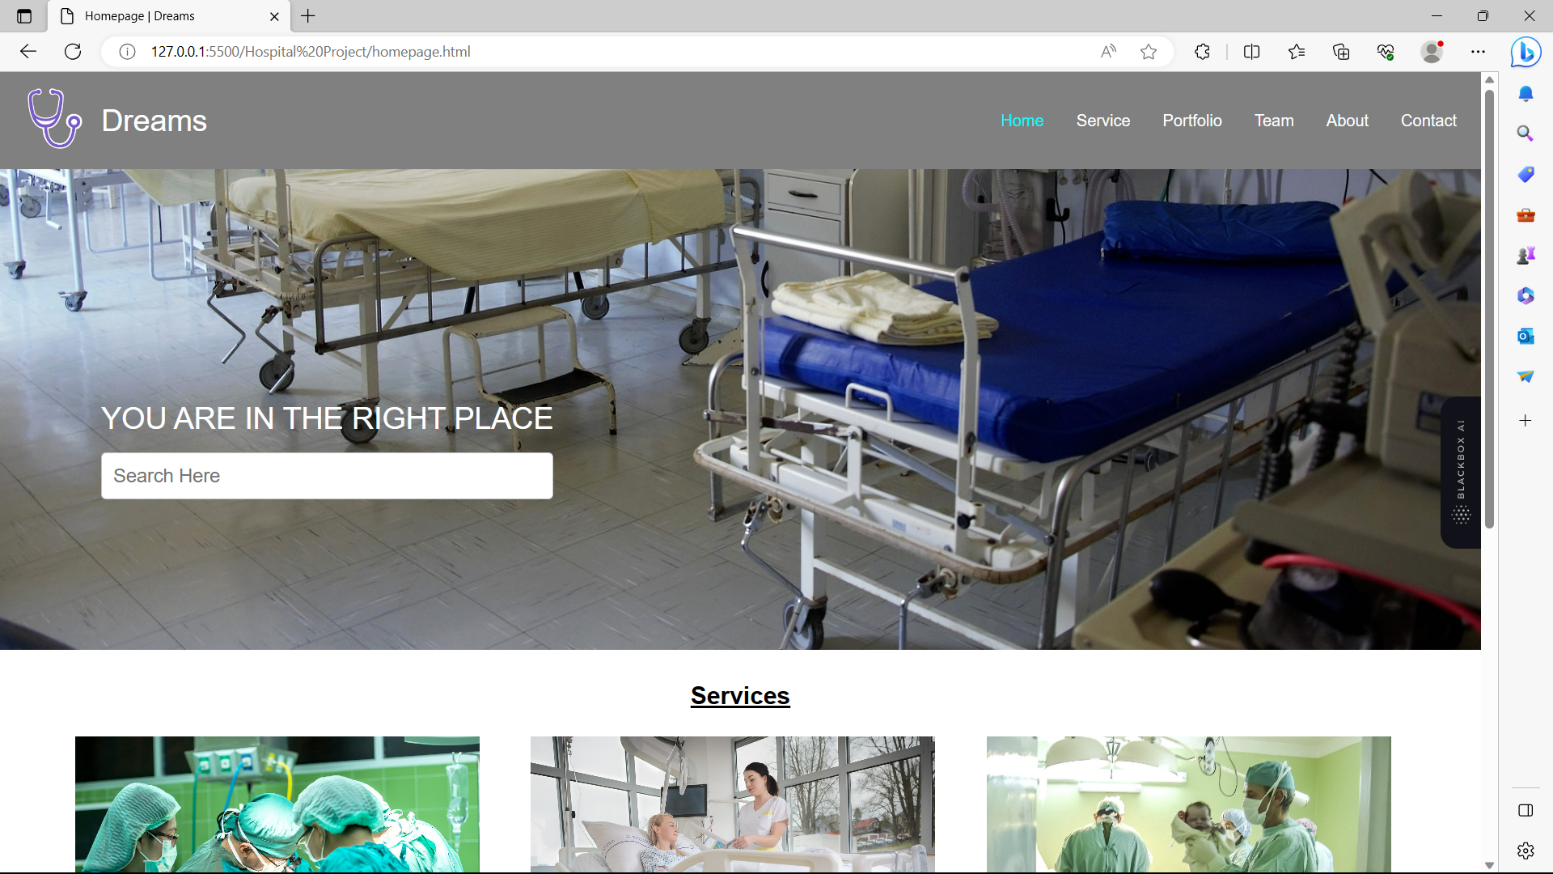 Homepage | Dreams
127.0.0.1:5500/Hospital%20Project/homepage.html
Dreams
Home Service Portfolio Team About Contact
YOU ARE IN THE RIGHT PLACE
Search Here
BLACKBOX AI
Services